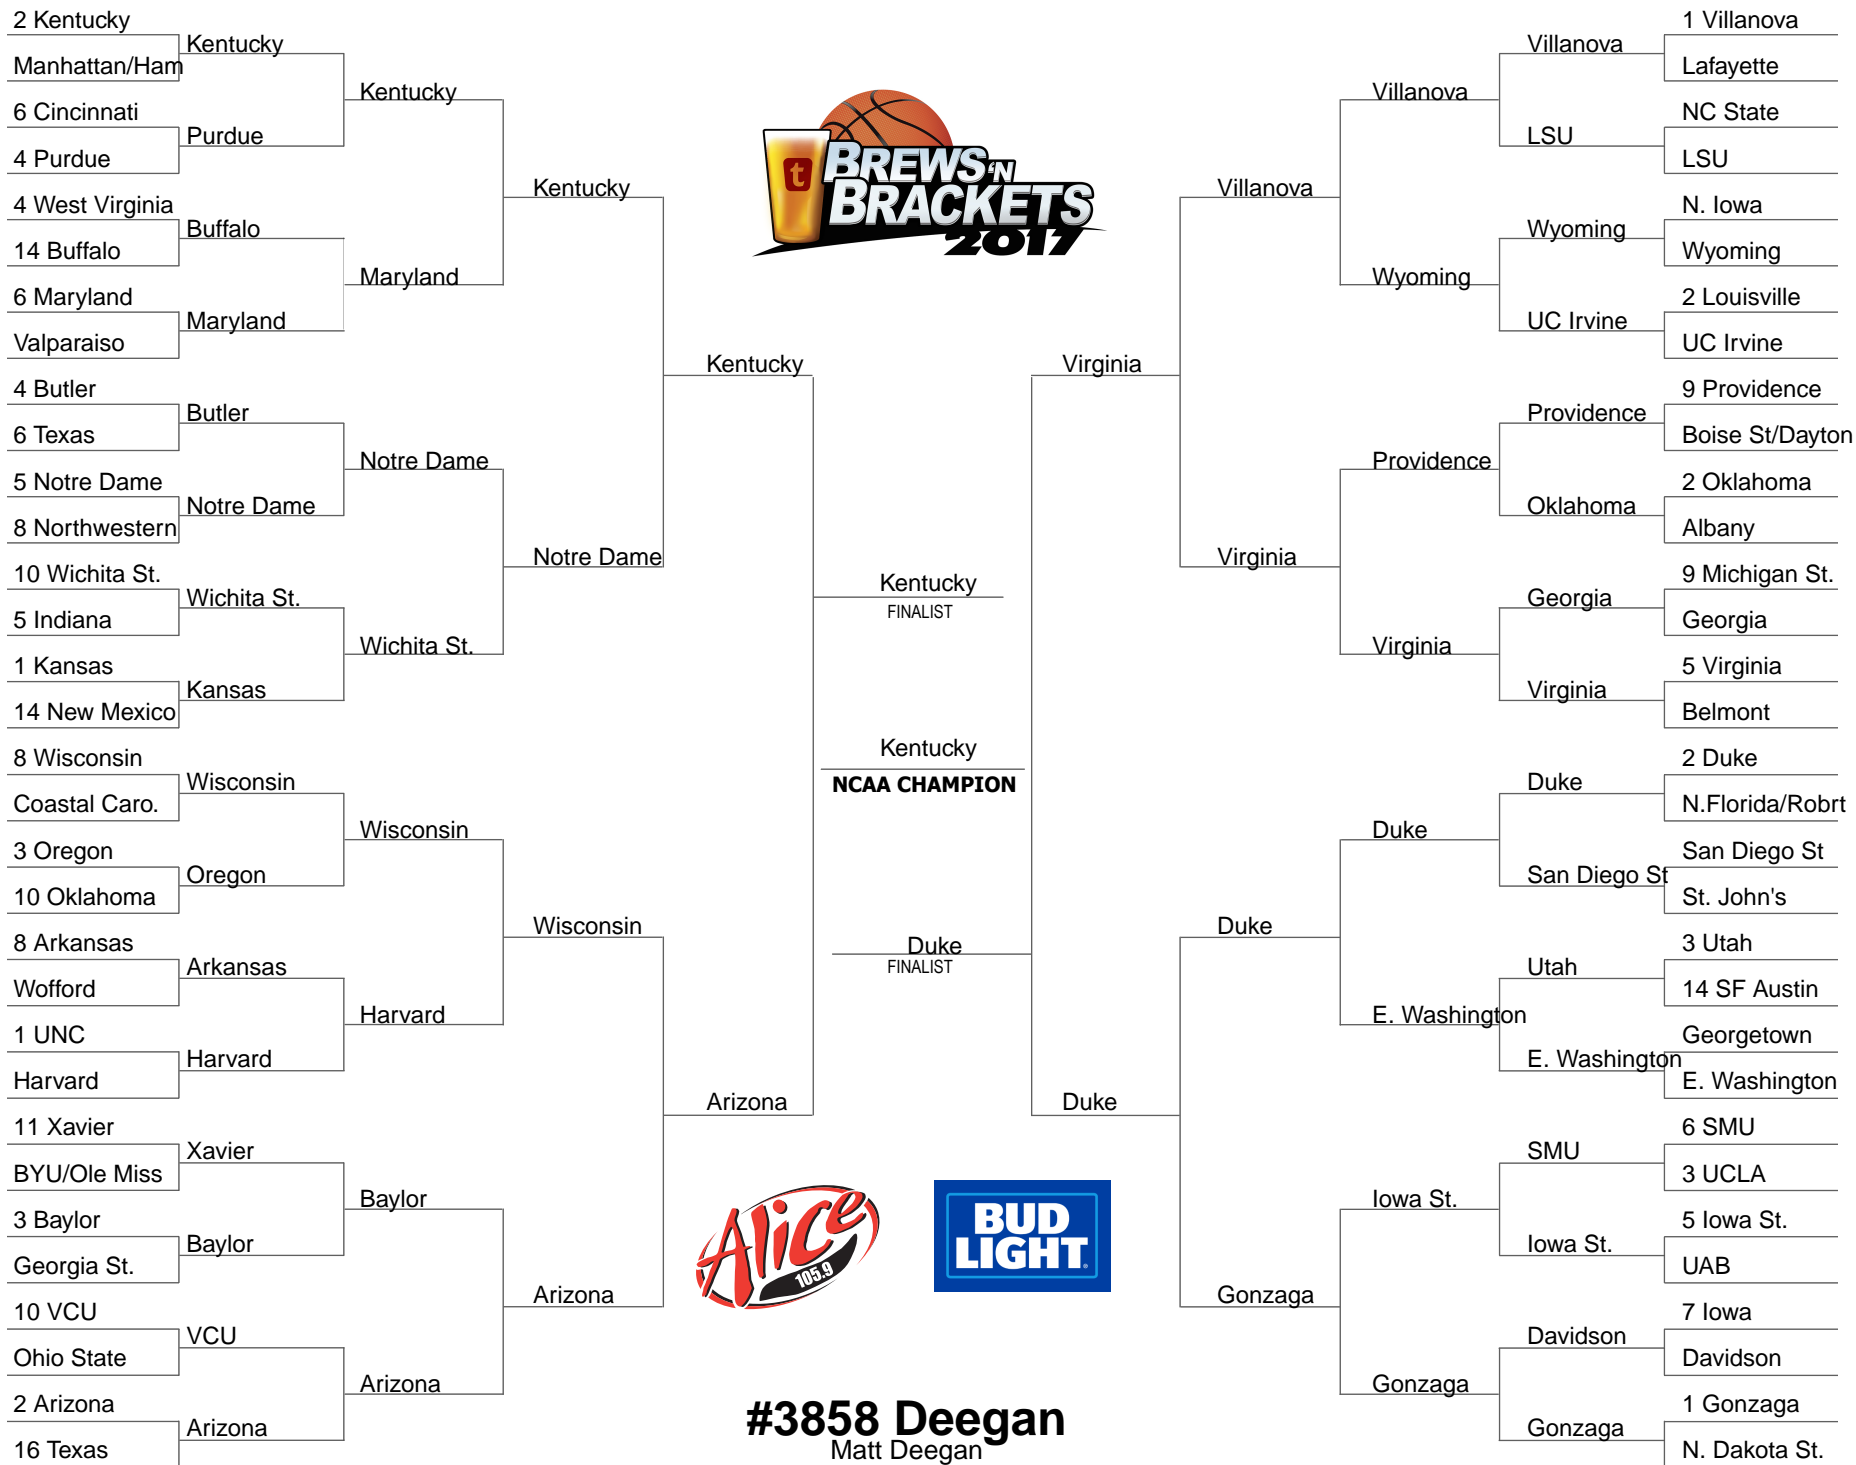 2 Kentucky
Manhattan/Ham
6 Cincinnati
4 Purdue
4 West Virginia
14 Buffalo
6 Maryland
Valparaiso
4 Butler
6 Texas
5 Notre Dame
8 Northwestern
10 Wichita St.
5 Indiana
1 Kansas
14 New Mexico
8 Wisconsin
Coastal Caro.
3 Oregon
10 Oklahoma
8 Arkansas
Wofford
1 UNC
Harvard
11 Xavier
BYU/Ole Miss
3 Baylor
Georgia St.
10 VCU
Ohio State
2 Arizona
16 Texas
Kentucky
Purdue
Buffalo
Maryland
Butler
Notre Dame
Wichita St.
Kansas
Wisconsin
Oregon
Arkansas
Harvard
Xavier
Baylor
VCU
Arizona
Kentucky
Maryland
Notre Dame
Wichita St.
Wisconsin
Harvard
Baylor
Arizona
Kentucky
Notre Dame
Wisconsin
Arizona
Kentucky
Arizona
t
BREWS 'N
BRACKETS
2017
Kentucky
FINALIST
Kentucky
NCAA CHAMPION
Duke
FINALIST
Alice
105.9
BUD
LIGHT
#3858 Deegan
Matt Deegan
Virginia
Duke
Villanova
Virginia
Duke
Gonzaga
Villanova
Wyoming
Providence
Virginia
Duke
E. Washington
Iowa St.
Gonzaga
Villanova
LSU
Wyoming
UC Irvine
Providence
Oklahoma
Georgia
Virginia
Duke
San Diego St
Utah
E. Washington
SMU
Iowa St.
Davidson
Gonzaga
1 Villanova
Lafayette
NC State
LSU
N. Iowa
Wyoming
2 Louisville
UC Irvine
9 Providence
Boise St/Dayton
2 Oklahoma
Albany
9 Michigan St.
Georgia
5 Virginia
Belmont
2 Duke
N.Florida/Robrt
San Diego St
St. John's
3 Utah
14 SF Austin
Georgetown
E. Washington
6 SMU
3 UCLA
5 Iowa St.
UAB
7 Iowa
Davidson
1 Gonzaga
N. Dakota St.